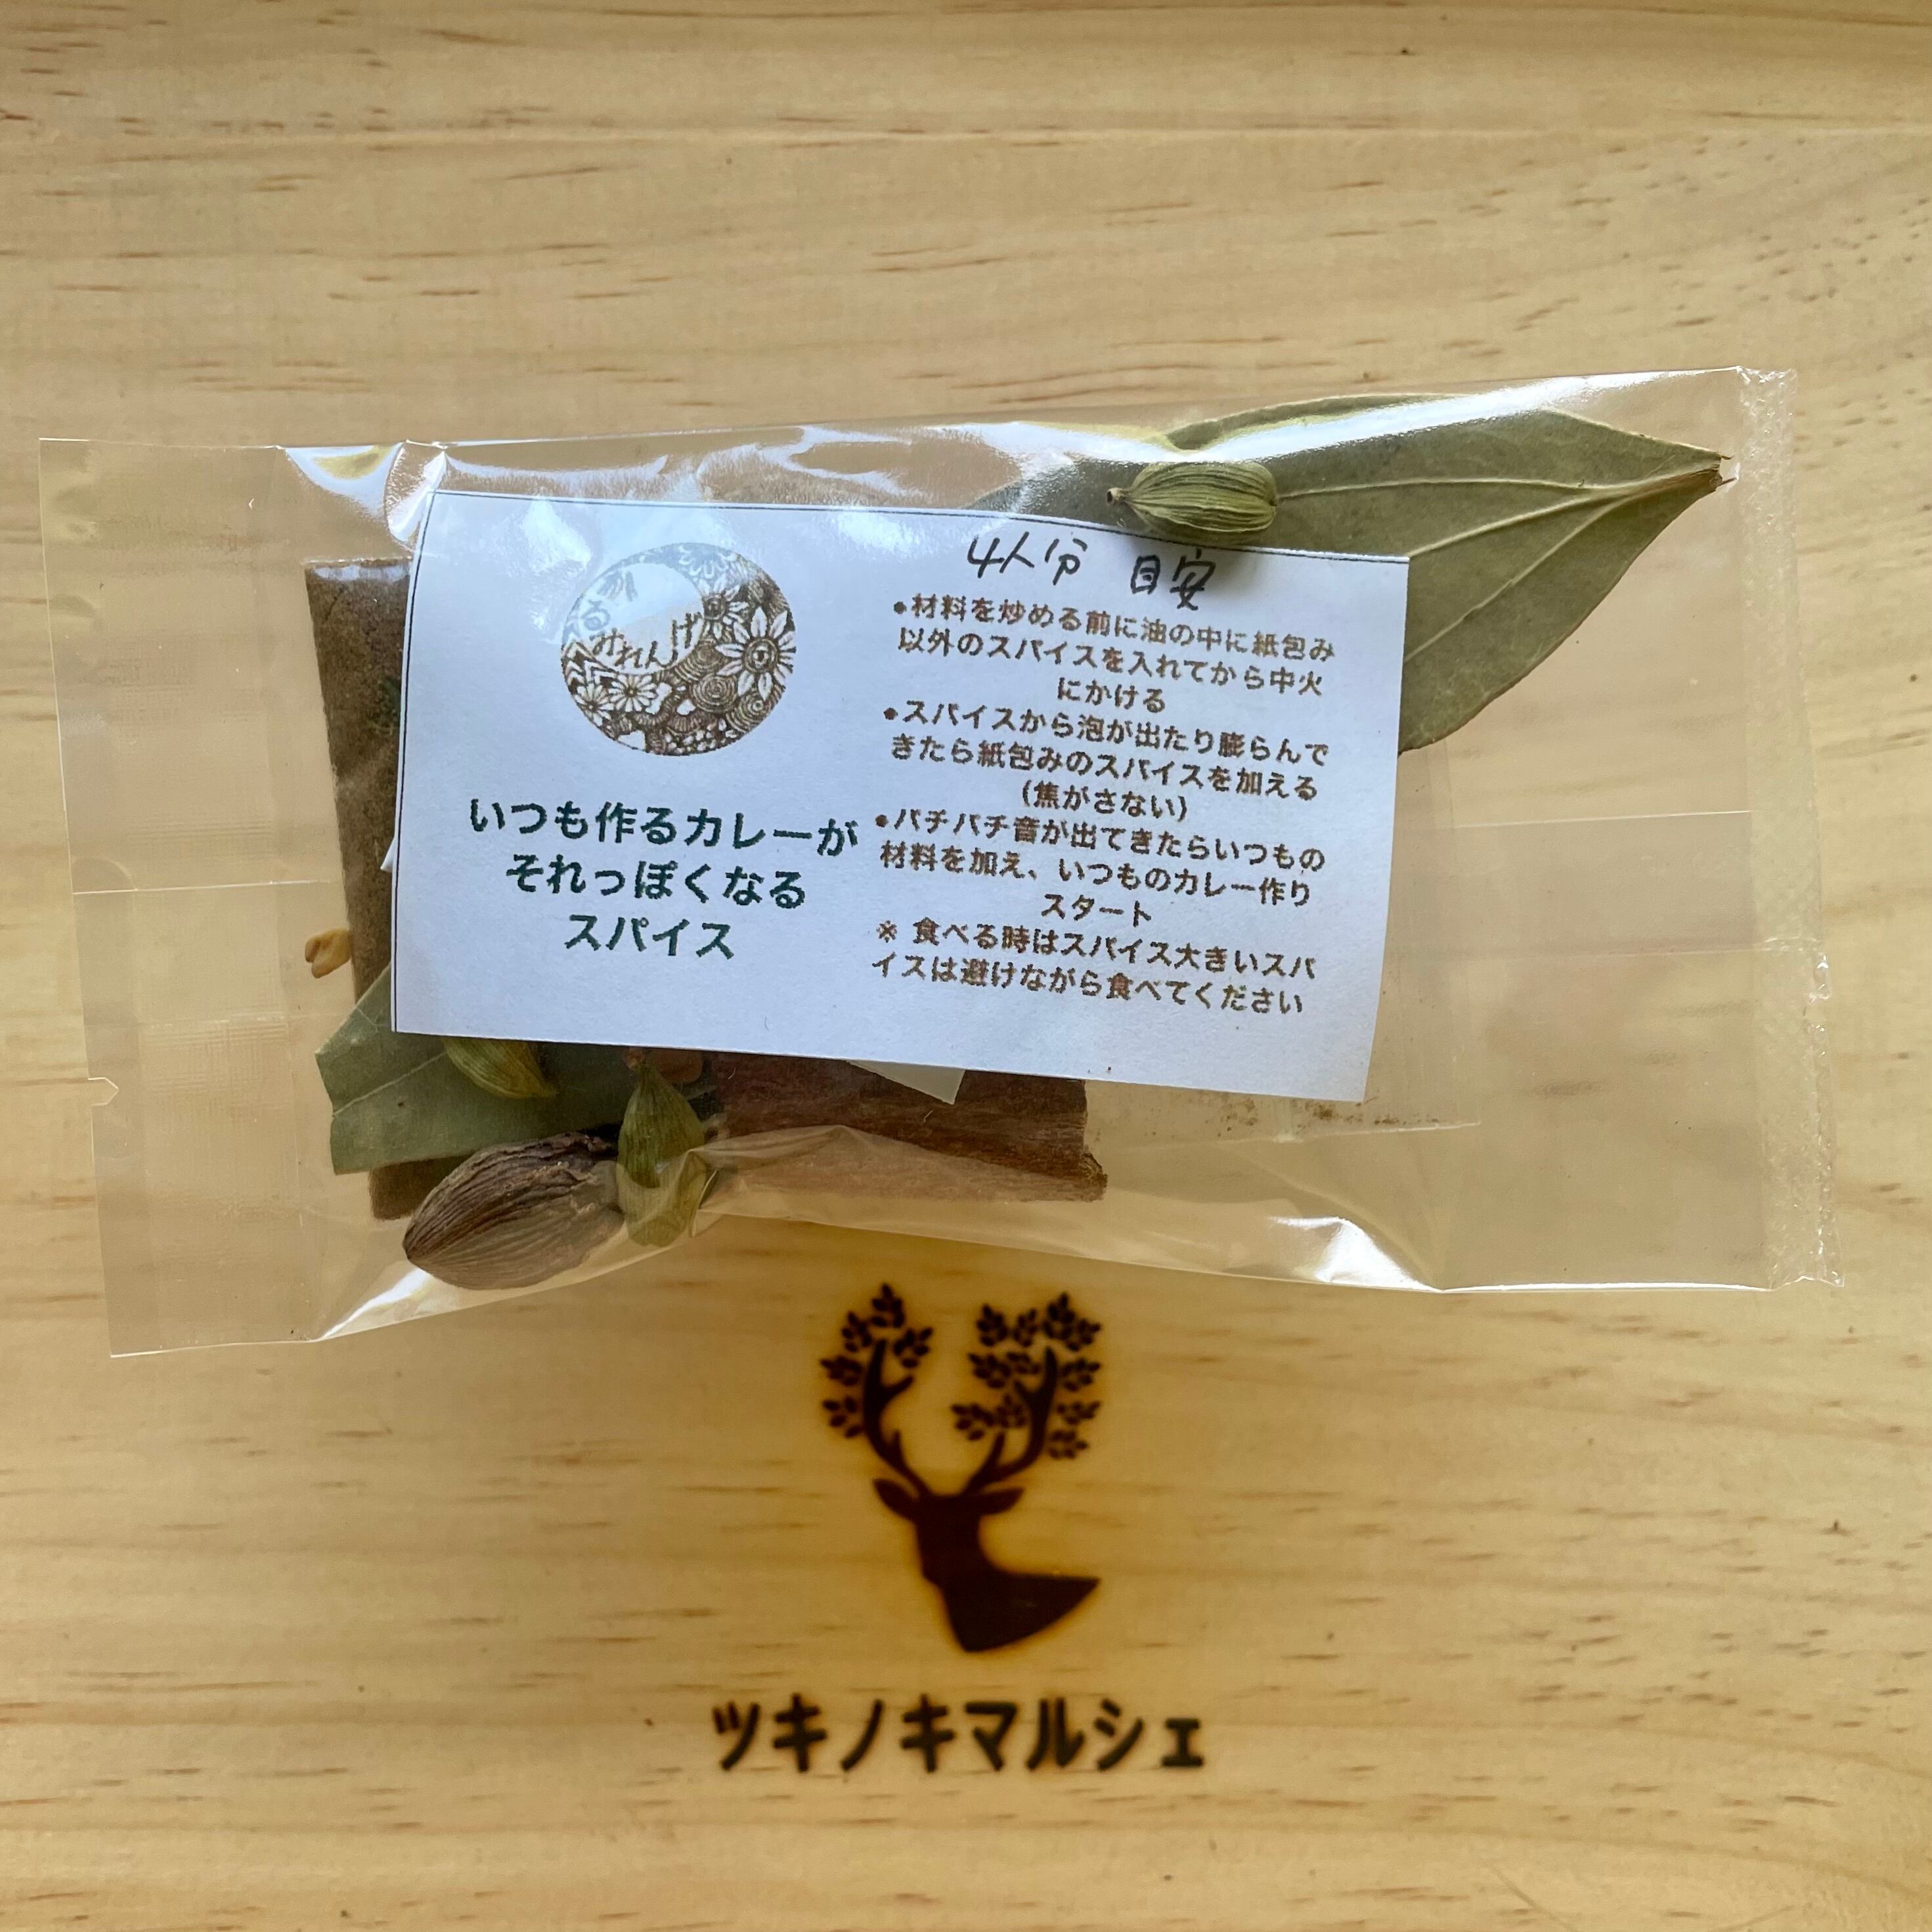 4人分 目安
●材料を炒める前に油の中に紙包み
以外のスパイスを入れてから中火
にかける
●スパイスから泡が出たり膨らんで
きたら紙包みのスパイスを加える
(焦がさない)
●パチパチ音が出てきたらいつもの
材料を加え、いつものカレー作り
スタート
※ 食べる時はスパイス大きいスパ
イスは避けながら食べてください
いつも作るカレーが
それっぽくなる
スパイス
ツキノキマルシェ